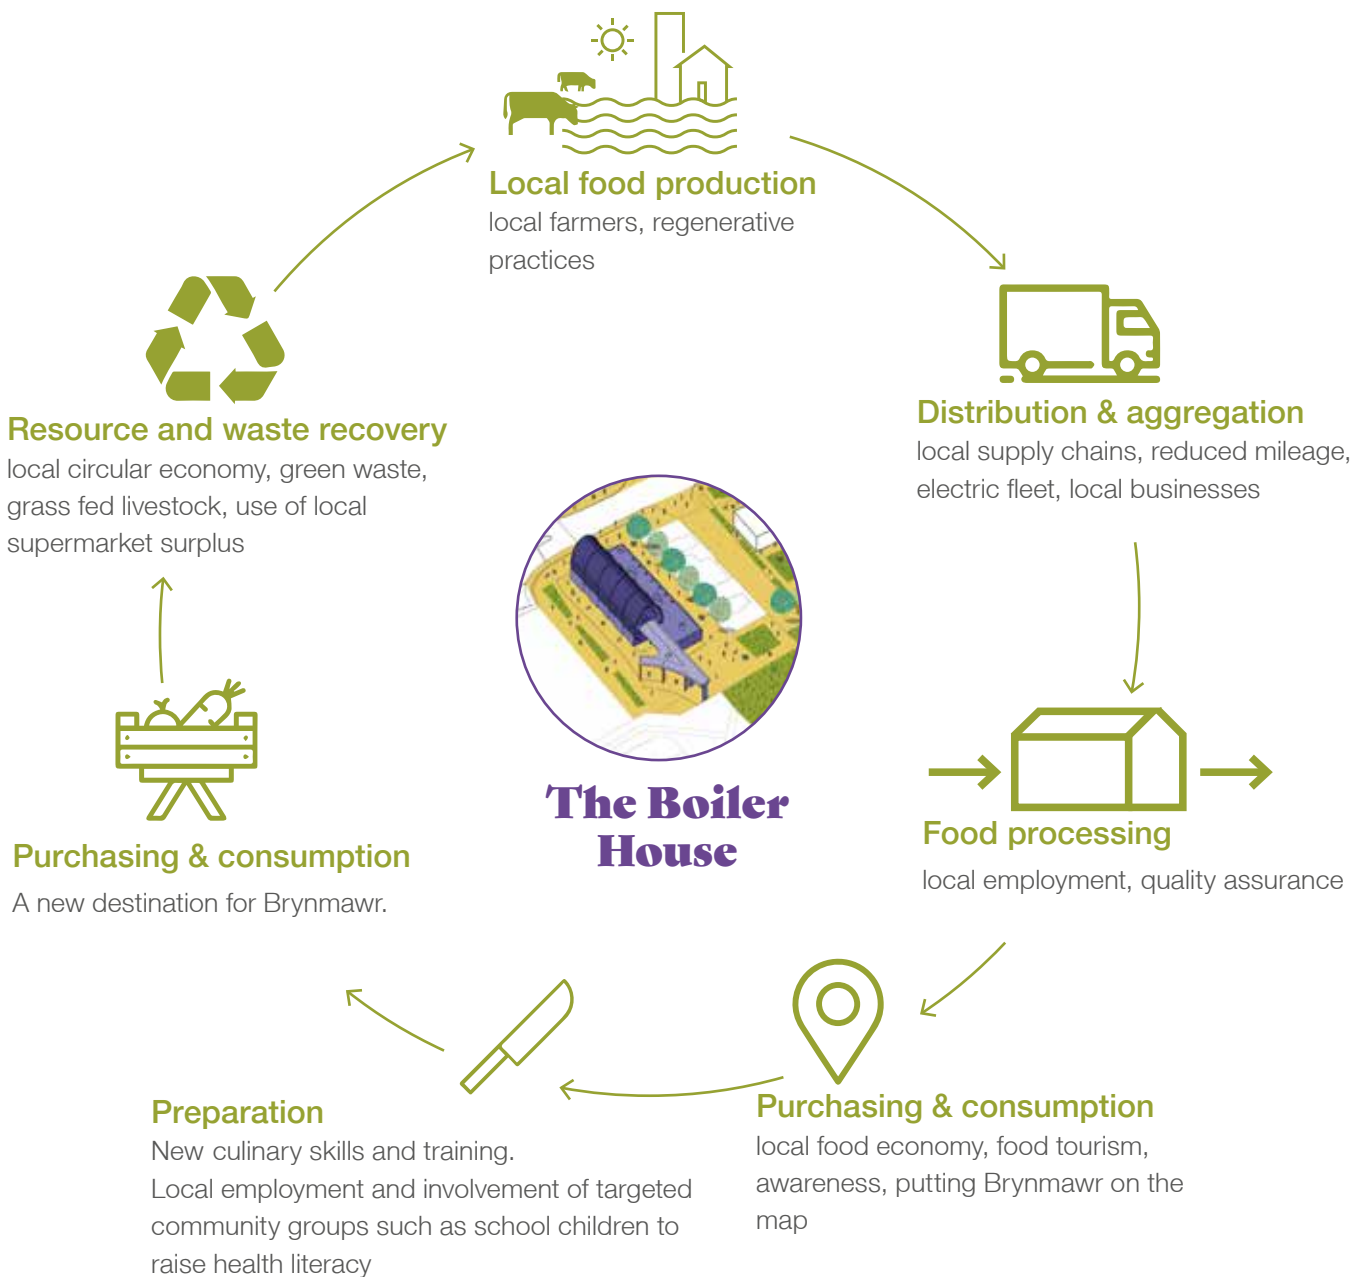 Local food production
local farmers, regenerative
practices
Distribution & aggregation
local supply chains, reduced mileage,
electric fleet, local businesses
Food processing
local employment, quality assurance
Purchasing & consumption
local food economy, food tourism,
awareness, putting Brynmawr on the
map
Preparation
New culinary skills and training.
Local employment and involvement of targeted
community groups such as school children to
raise health literacy
Purchasing & consumption
A new destination for Brynmawr.
Resource and waste recovery
local circular economy, green waste,
grass fed livestock, use of local
supermarket surplus
The Boiler
House